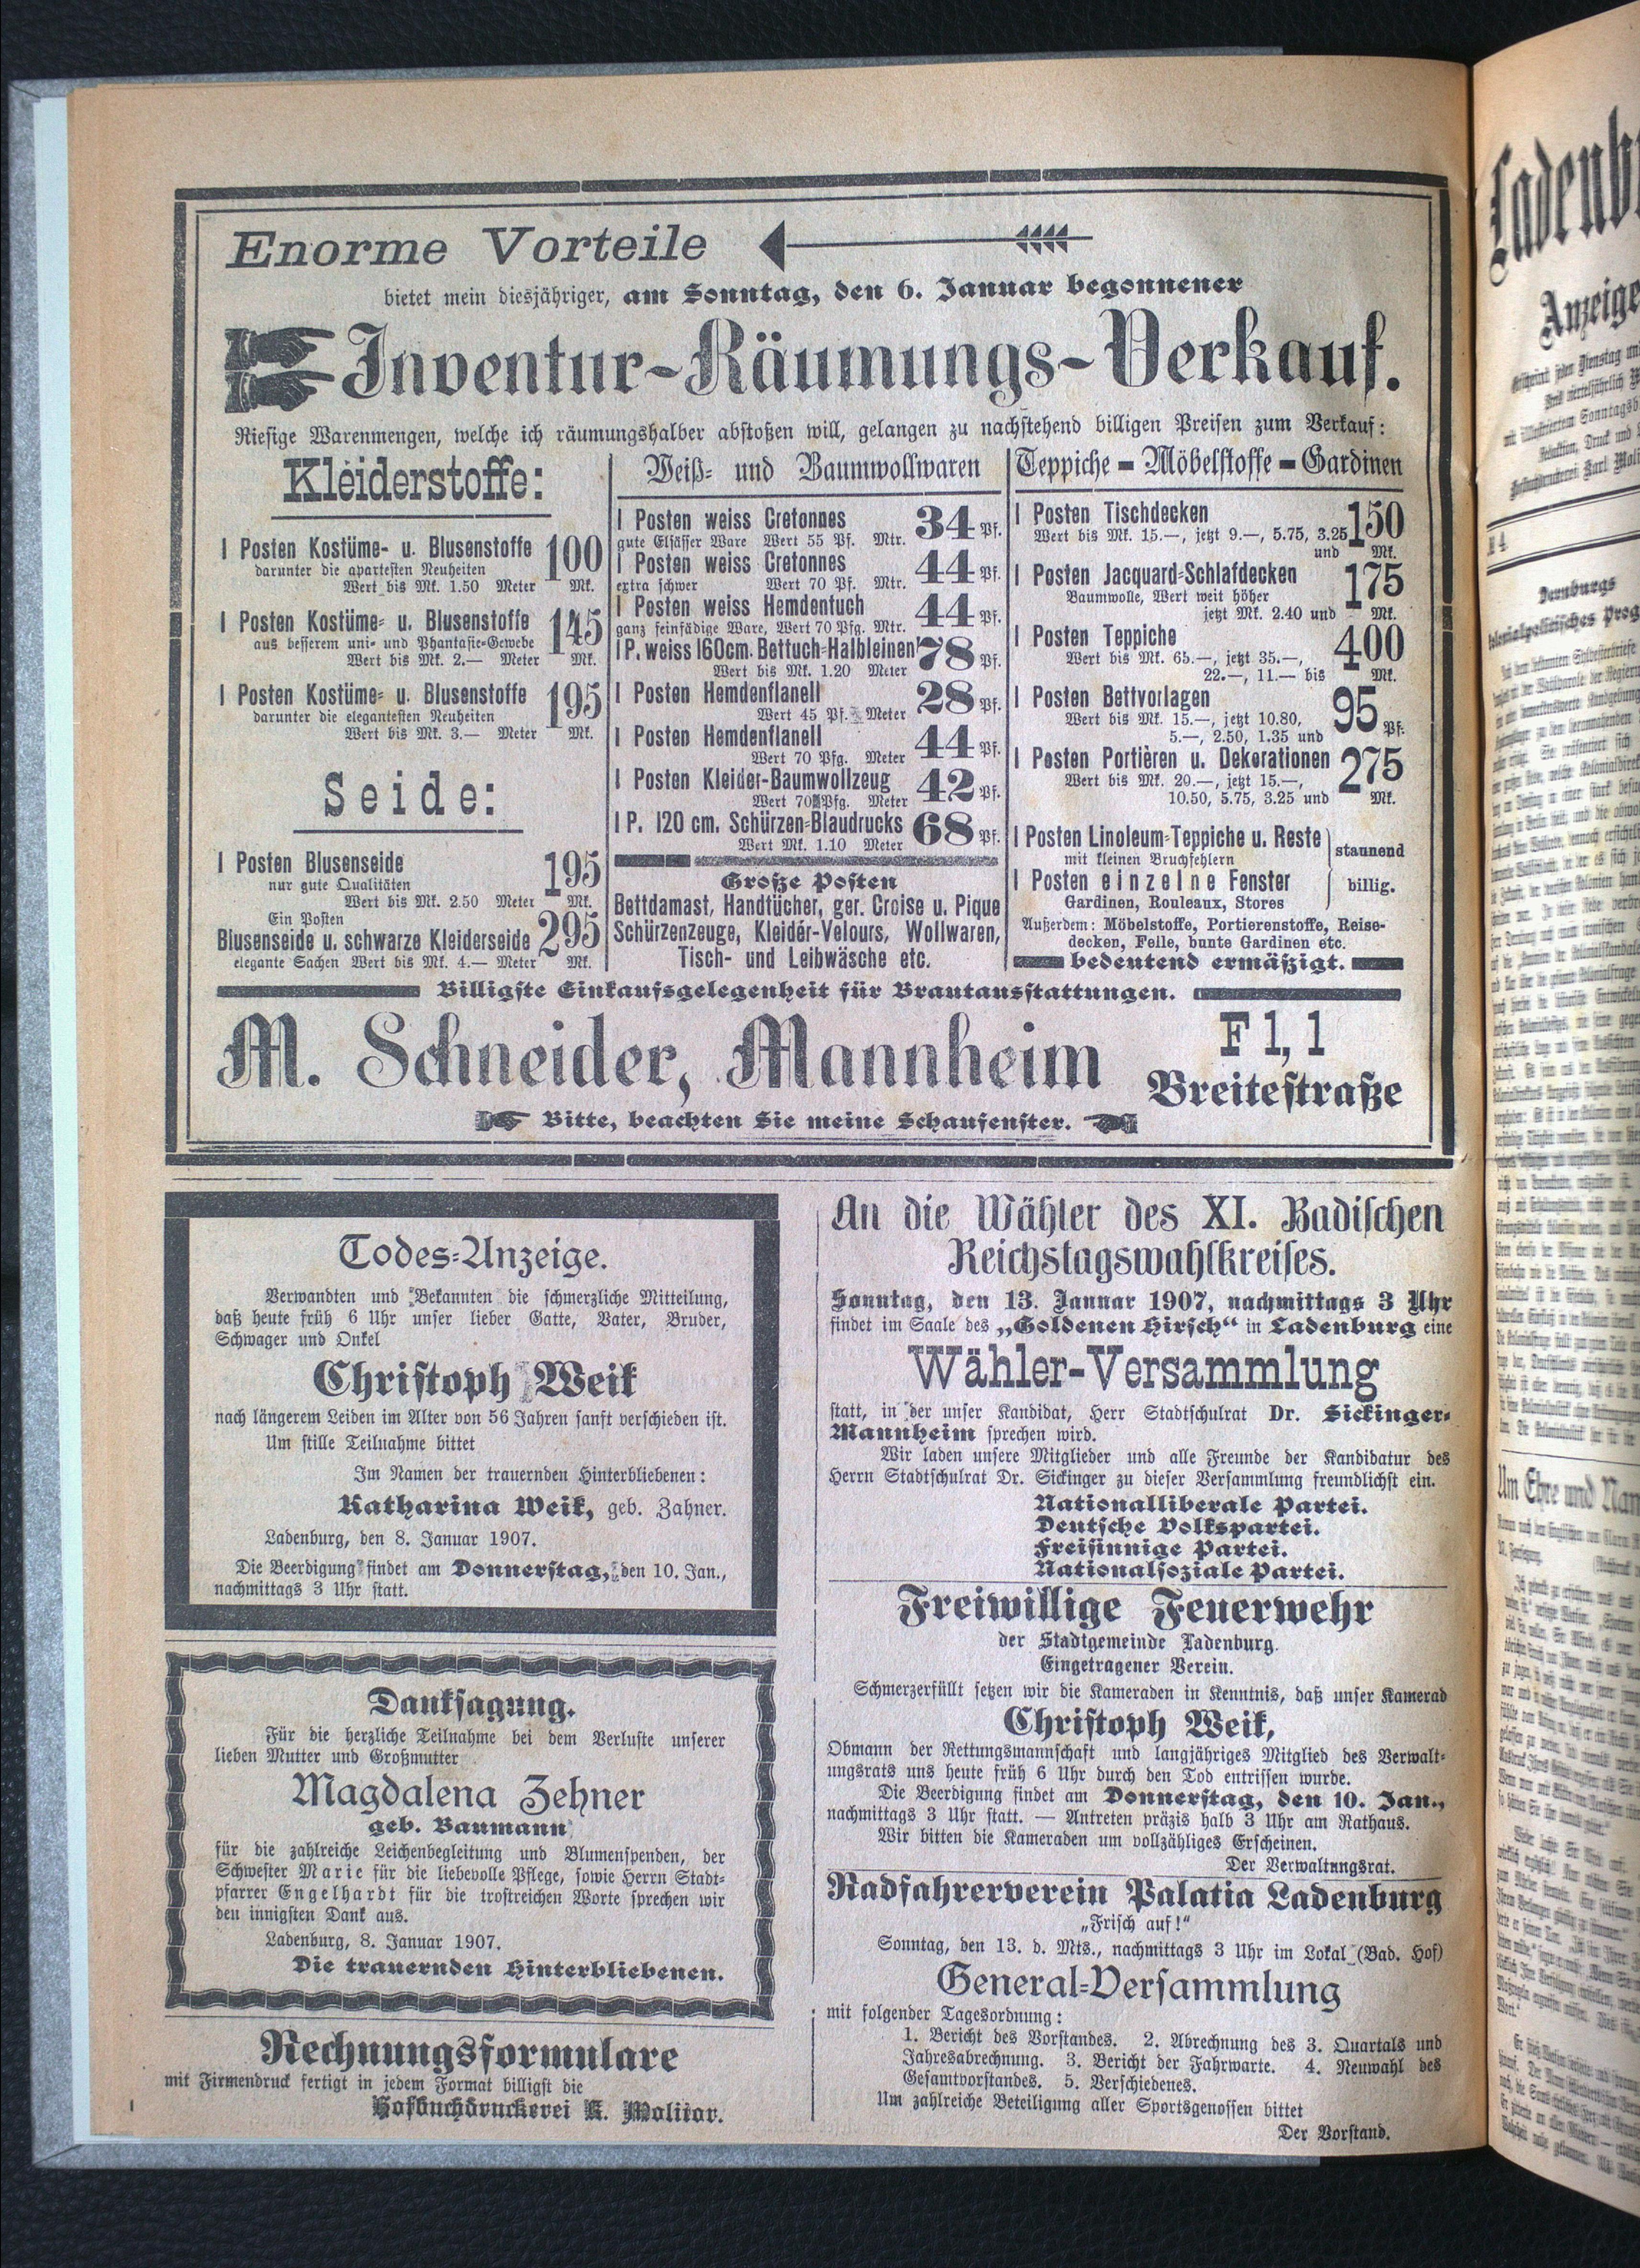 Enorme Vorteile
bietet mein diesjähriger, am Sonntag, den 6. Januar begonnener
Inventur-Räumungs-Verkauf.
Riesige Warenmengen, welche ich räumungshalber abstoßen will, gelangen zu nachstehend billigen Preisen zum Verkauf:
Kleiderstoffe:
1 Posten Kostüme- u. Blusenstoffe 100
darunter die apartesten Neuheiten
Wert bis Mk. 1.50 Meter Mk.
1 Posten Kostüme- u. Blusenstoffe 145
aus besserem uni- und Phantasie-Gewebe
Wert bis Mk. 2.— Meter Mk.
1 Posten Kostüme- u. Blusenstoffe 195
darunter die elegantesten Neuheiten
Wert bis Mk. 3.— Meter Mk.
Seide:
1 Posten Blusenseide 195
nur gute Qualitäten
Wert bis Mk. 2.50 Meter Mk.
Ein Posten
Blusenseide u. schwarze Kleiderseide 295
elegante Sachen Wert bis Mk. 4.— Meter Mk.
Weiß- und Baumwollwaren
1 Posten weiss Cretonnes 34 Pf.
gute Elsässer Ware Wert 55 Pf. Mtr.
1 Posten weiss Cretonnes 44 Pf.
extra schwer Wert 70 Pf. Mtr.
1 Posten weiss Hemdentuch 44 Pf.
ganz feinfädige Ware, Wert 70 Pfg. Mtr.
1 P. weiss 160cm. Bettuch-Halbleinen 78 Pf.
Wert bis Mk. 1.20 Meter
1 Posten Hemdenflanell 28 Pf.
Wert 45 Pf. Meter
1 Posten Hemdenflanell 44 Pf.
Wert 70 Pfg. Meter
1 Posten Kleider-Baumwollzeug 42 Pf.
Wert 70 Pfg. Meter
1 P. 120 cm. Schürzen-Blaudrucks 68 Pf.
Wert Mk. 1.10 Meter
Große Posten
Bettdamast, Handtücher, ger. Croise u. Pique
Schürzenzeuge, Kleidér-Velours, Wollwaren,
Tisch- und Leibwäsche etc.
Teppiche - Möbelstoffe - Gardinen
1 Posten Tischdecken 150
Wert bis Mk. 15.—, jetzt 9.—, 5.75, 3.25
und Mk.
1 Posten Jacquard-Schlafdecken 175
Baumwolle, Wert weit höher
jetzt Mk. 2.40 und Mk.
1 Posten Teppiche 400
Wert bis Mk. 65.—, jetzt 35.—,
22.—, 11.— bis Mk.
1 Posten Bettvorlagen 95 Pf.
Wert bis Mk. 15.—, jetzt 10.80,
5.—, 2.50, 1.35 und
1 Posten Portièren u. Dekorationen 275
Wert bis Mk. 29.—, jetzt 15.—,
10.50, 5.75, 3.25 und Mk.
1 Posten Linoleum-Teppiche u. Reste
mit kleinen Bruchfehlern
staunend
1 Posten einzelne Fenster
billig.
Gardinen, Rouleaux, Stores
Außerdem: Möbelstoffe, Portierenstoffe, Reise-
decken, Felle, bunte Gardinen etc.
bedeutend ermäßigt.
Billigste Einkaufsgelegenheit für Brautausstattungen.
M. Schneider, Mannheim
F 1, 1
Breitestraße
Bitte, beachten Sie meine Schaufenster.
Todes-Anzeige.
Verwandten und Bekannten die schmerzliche Mitteilung,
daß heute früh 6 Uhr unser lieber Gatte, Vater, Bruder,
Schwager und Onkel
Christoph Weik
nach längerem Leiden im Alter von 56 Jahren sanft verschieden ist.
Um stille Teilnahme bittet
Im Namen der trauernden Hinterbliebenen:
Katharina Weik, geb. Zahner.
Ladenburg, den 8. Januar 1907.
Die Beerdigung findet am Donnerstag, den 10. Jan.,
nachmittags 3 Uhr statt.
Danksagung.
Für die herzliche Teilnahme bei dem Verluste unserer
lieben Mutter und Großmutter
Magdalena Zehner
geb. Baumann
für die zahlreiche Leichenbegleitung und Blumenspenden, der
Schwester Marie für die liebevolle Pflege, sowie Herrn Stadt-
pfarrer Engelhardt für die trostreichen Worte sprechen wir
den innigsten Dank aus.
Ladenburg, 8. Januar 1907.
Die trauernden Hinterbliebenen.
Rechnungsformulare
mit Firmendruck fertigt in jedem Format billigst die
Hofbuchdruckerei K. Molitor.
An die Wähler des XI. Badischen
Reichstagswahlkreises.
Sonntag, den 13. Januar 1907, nachmittags 3 Uhr
findet im Saale des „Goldenen Hirsch“ in Ladenburg eine
Wähler-Versammlung
statt, in der unser Kandidat, Herr Stadtschulrat Dr. Sickinger-
Mannheim sprechen wird.
Wir laden unsere Mitglieder und alle Freunde der Kandidatur des
Herrn Stadtschulrat Dr. Sickinger zu dieser Versammlung freundlichst ein.
Nationalliberale Partei.
Deutsche Volkspartei.
Freisinnige Partei.
Nationalsoziale Partei.
Freiwillige Feuerwehr
der Stadtgemeinde Ladenburg.
Eingetragener Verein.
Schmerzerfüllt setzen wir die Kameraden in Kenntnis, daß unser Kamerad
Christoph Weik,
Obmann der Rettungsmannschaft und langjähriges Mitglied des Verwalt-
ungsrats uns heute früh 6 Uhr durch den Tod entrissen wurde.
Die Beerdigung findet am Donnerstag, den 10. Jan.,
nachmittags 3 Uhr statt. — Antreten präzis halb 3 Uhr am Rathaus.
Wir bitten die Kameraden um vollzähliges Erscheinen.
Der Verwaltungsrat.
Radfahrerverein Palatia Ladenburg
„Frisch auf!“
Sonntag, den 13. d. Mts., nachmittags 3 Uhr im Lokal (Bad. Hof)
General-Versammlung
mit folgender Tagesordnung:
1. Bericht des Vorstandes. 2. Abrechnung des 3. Quartals und
Jahresabrechnung. 3. Bericht der Fahrwarte. 4. Neuwahl des
Gesamtvorstandes. 5. Verschiedenes.
Um zahlreiche Beteiligung aller Sportsgenossen bittet
Der Vorstand.
№ 4
Dernburgs
Um Ehre und